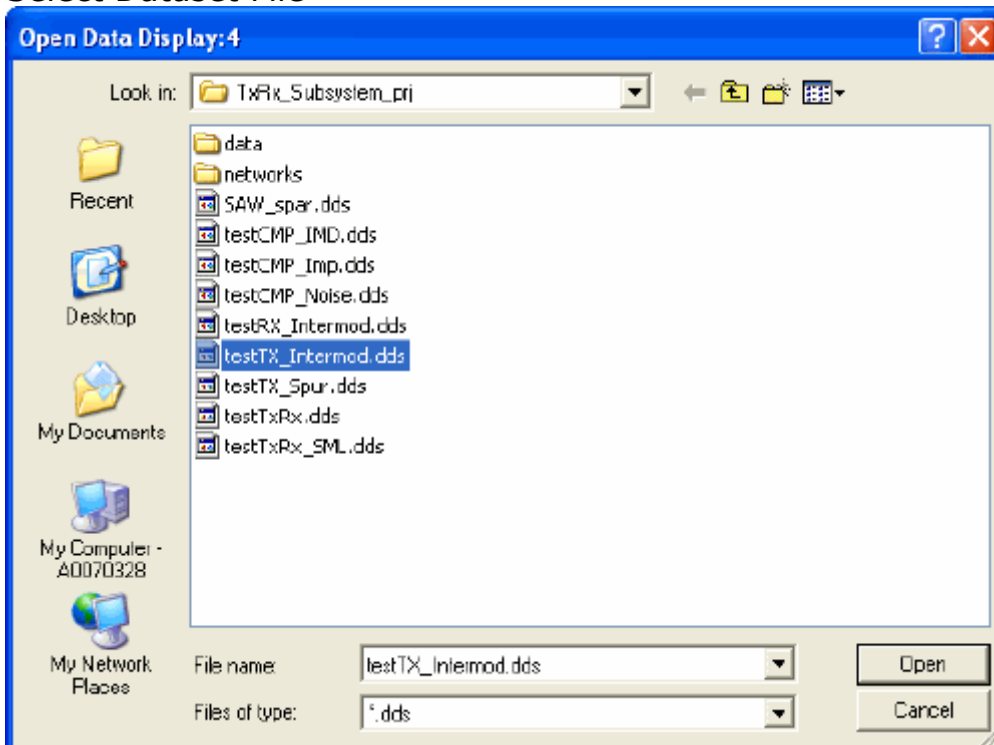 Select Dataset File
Open Data Display:4
Look in:
TxRx_Subsystem_prj
data
networks
SAW_spar.dds
testCMP_IMD.dds
testCMP_Imp.dds
testCMP_Noise.dds
testRX_Intermod.dds
testTX_Intermod.dds
testTX_Spur.dds
testTxRx.dds
testTxRx_SML.dds
Recent
Desktop
My Documents
My Computer -
A0070328
My Network
Places
File name:
testTX_Intermod.dds
Open
Files of type:
*.dds
Cancel